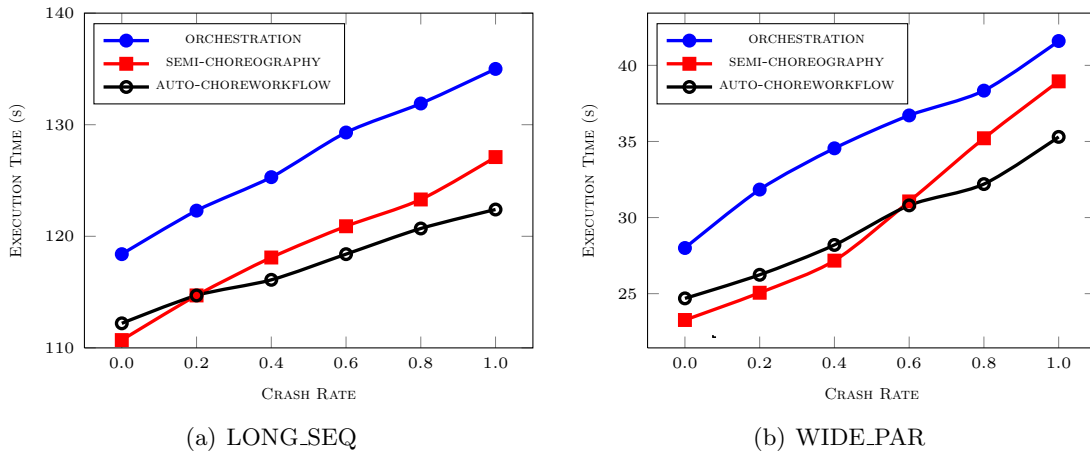 140
130
120
110
EXECUTION TIME (s)
ORCHESTRATION
SEMI-CHOREOGRAPHY
AUTO-CHOREWORKFLOW
0.0 0.2 0.4 0.6 0.8 1.0
CRASH RATE
(a) LONG_SEQ
40
35
30
25
EXECUTION TIME (s)
ORCHESTRATION
SEMI-CHOREOGRAPHY
AUTO-CHOREWORKFLOW
0.0 0.2 0.4 0.6 0.8 1.0
CRASH RATE
(b) WIDE_PAR